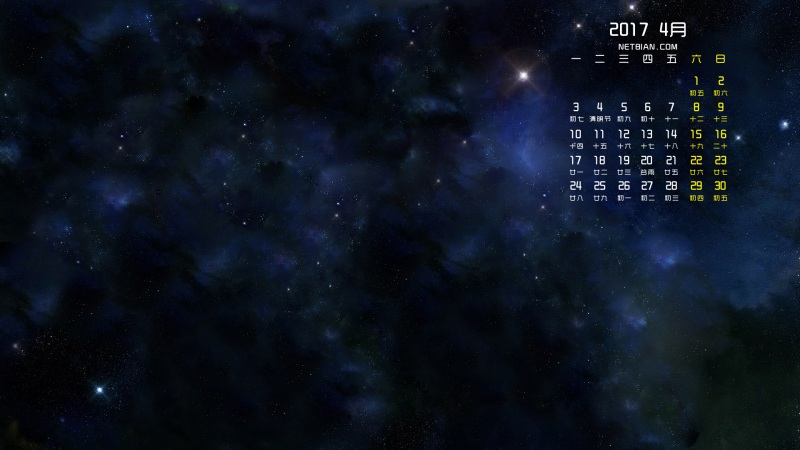 2017 4月
NETBIAN.COM
一 二 三 四 五 六 日
1 2
初五 初六
3 4 5 6 7 8 9
初七 清明节 初九 初十 十一 十二 十三
10 11 12 13 14 15 16
十四 十五 十六 十七 十八 十九 二十
17 18 19 20 21 22 23
廿一 廿二 廿三 谷雨 廿五 廿六 廿七
24 25 26 27 28 29 30
廿八 廿九 初一 初二 初三 初四 初五